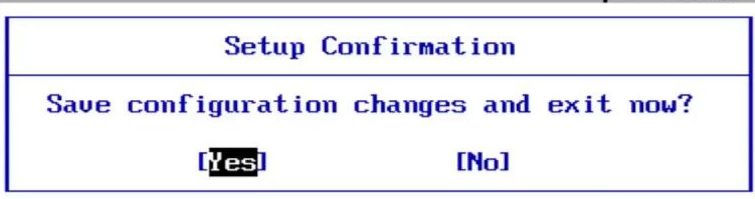 Setup Confirmation
Save configuration changes and exit now?
[Yes] [No]